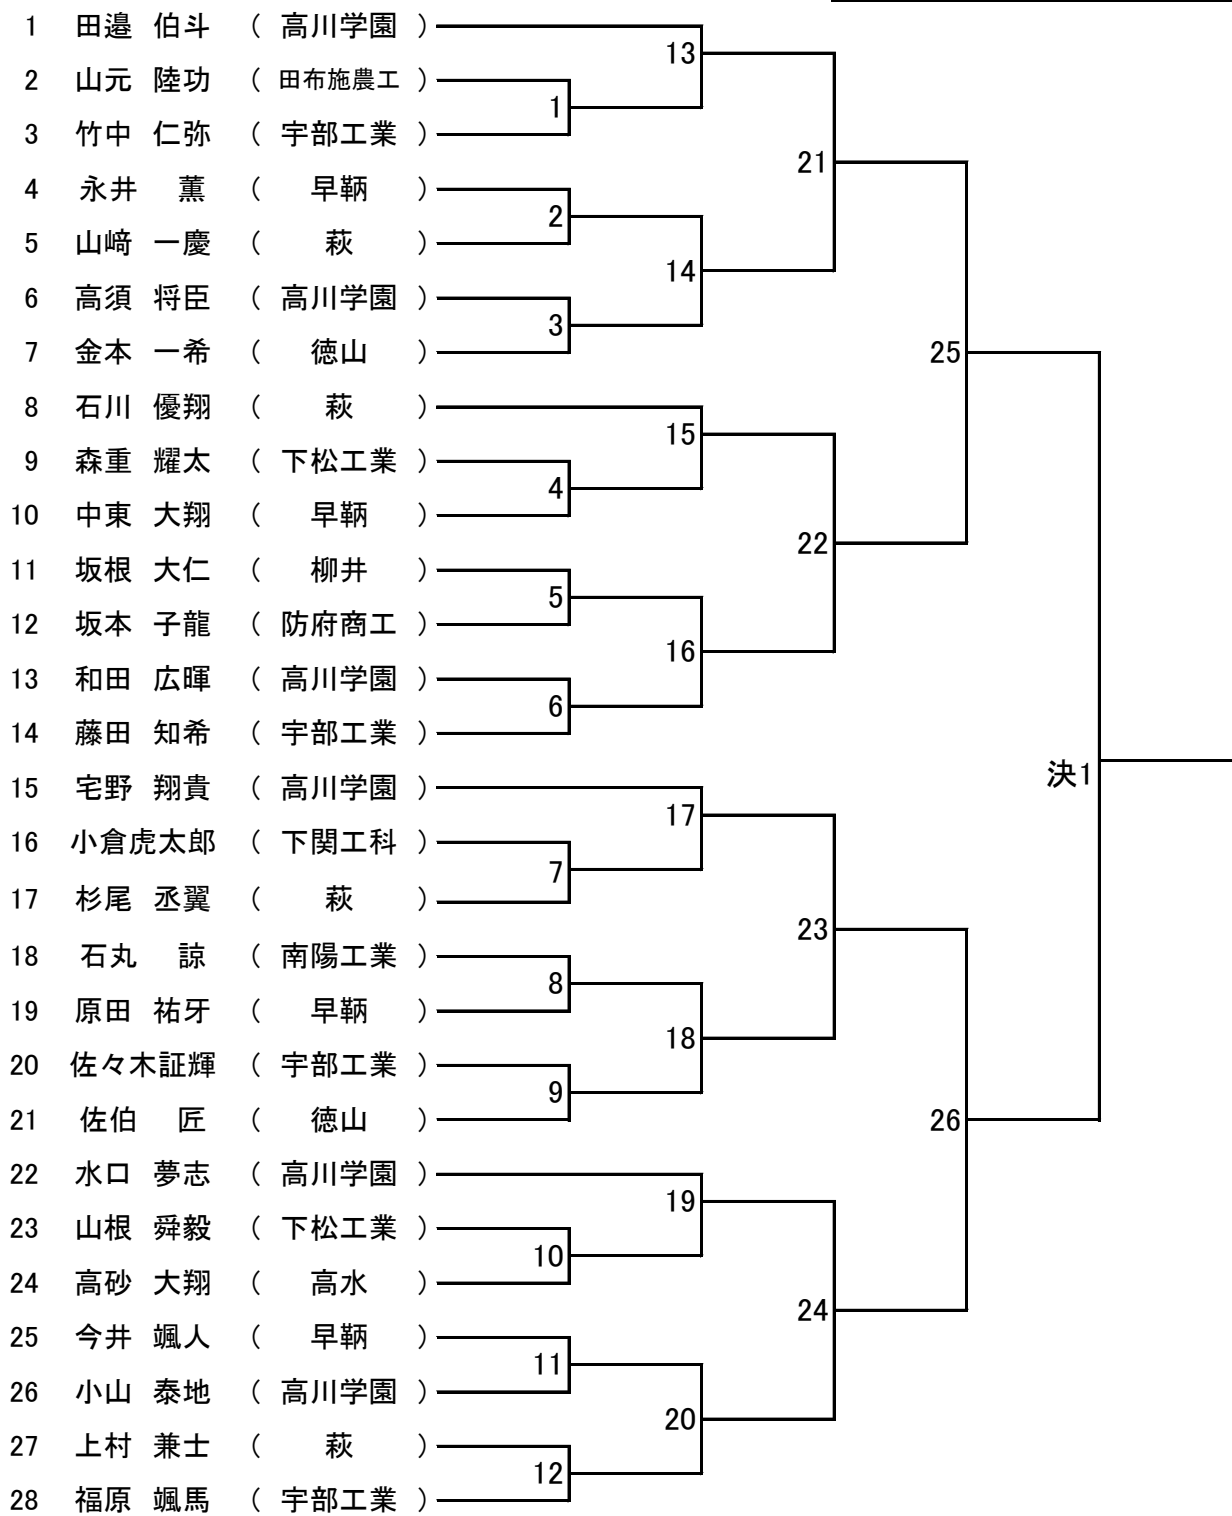 1 田邉 伯斗 ( 高川学園 )
13
2 山元 陸功 ( 田布施農工 )
1
3 竹中 仁弥 ( 宇部工業 )
21
4 永井 薫 ( 早鞆 )
2
5 山﨑 一慶 ( 萩 )
14
6 高須 将臣 ( 高川学園 )
3
7 金本 一希 ( 徳山 )
25
8 石川 優翔 ( 萩 )
15
9 森重 耀太 ( 下松工業 )
4
10 中東 大翔 ( 早鞆 )
22
11 坂根 大仁 ( 柳井 )
5
12 坂本 子龍 ( 防府商工 )
16
13 和田 広暉 ( 高川学園 )
6
14 藤田 知希 ( 宇部工業 )
決1
15 宅野 翔貴 ( 高川学園 )
17
16 小倉虎太郎 ( 下関工科 )
7
17 杉尾 丞翼 ( 萩 )
23
18 石丸 諒 ( 南陽工業 )
8
19 原田 祐牙 ( 早鞆 )
18
20 佐々木証輝 ( 宇部工業 )
9
21 佐伯 匠 ( 徳山 )
26
22 水口 夢志 ( 高川学園 )
19
23 山根 舜毅 ( 下松工業 )
10
24 高砂 大翔 ( 高水 )
24
25 今井 颯人 ( 早鞆 )
11
26 小山 泰地 ( 高川学園 )
20
27 上村 兼士 ( 萩 )
12
28 福原 颯馬 ( 宇部工業 )